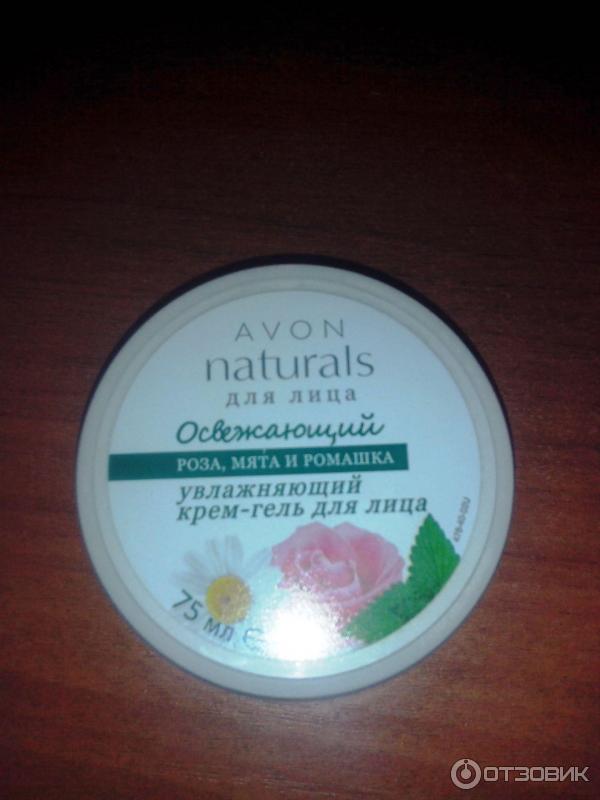 AVON
naturals
для лица
Освежающий
РОЗА, МЯТА И РОМАШКА
увлажняющий
крем-гель для лица
75 мл e
ОТЗОВИК